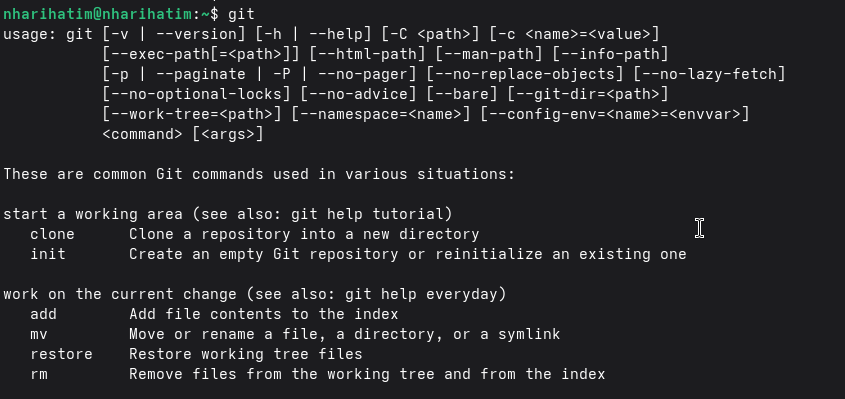 nharihatim@nharihatim:~$ git
usage: git [-v | --version] [-h | --help] [-C <path>] [-c <name>=<value>]
           [--exec-path[=<path>]] [--html-path] [--man-path] [--info-path]
           [-p | --paginate | -P | --no-pager] [--no-replace-objects] [--no-lazy-fetch]
           [--no-optional-locks] [--no-advice] [--bare] [--git-dir=<path>]
           [--work-tree=<path>] [--namespace=<name>] [--config-env=<name>=<envvar>]
           <command> [<args>]

These are common Git commands used in various situations:

start a working area (see also: git help tutorial)
   clone      Clone a repository into a new directory
   init       Create an empty Git repository or reinitialize an existing one

work on the current change (see also: git help everyday)
   add        Add file contents to the index
   mv         Move or rename a file, a directory, or a symlink
   restore    Restore working tree files
   rm         Remove files from the working tree and from the index